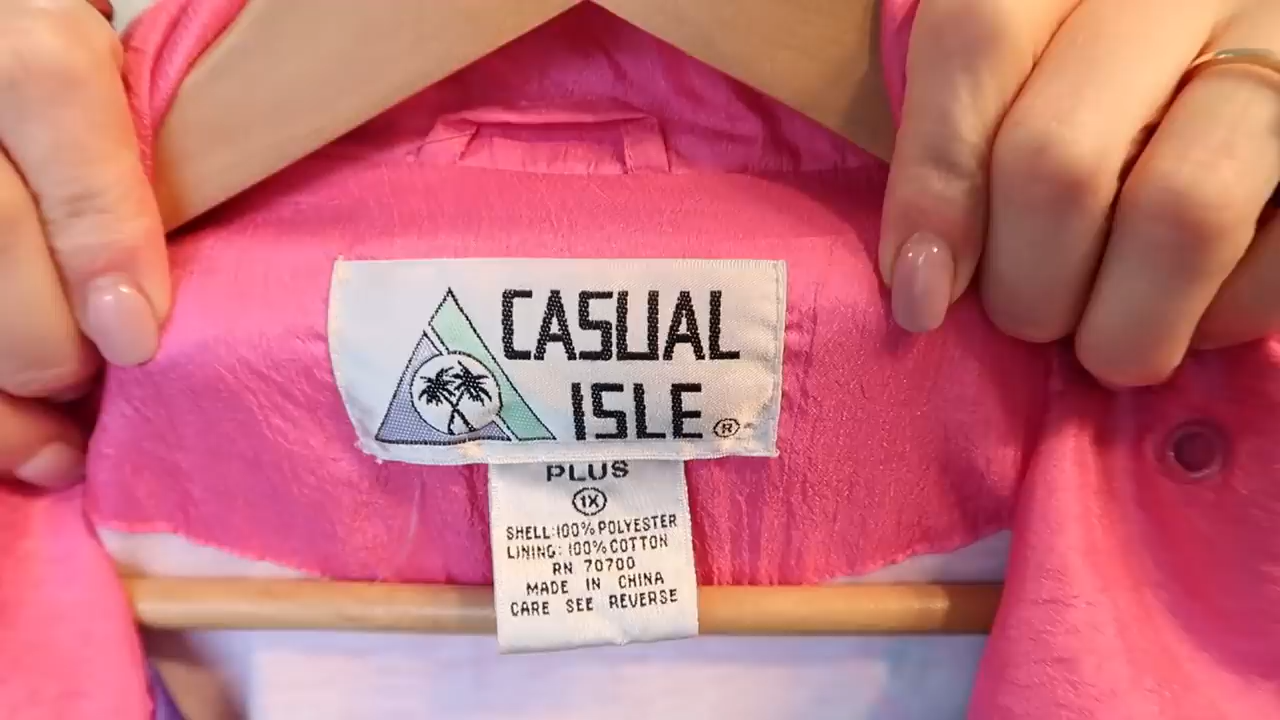 CASUAL
ISLE ®
PLUS
1X
SHELL:100% POLYESTER
LINING: 100% COTTON
RN 70700
MADE IN CHINA
CARE SEE REVERSE